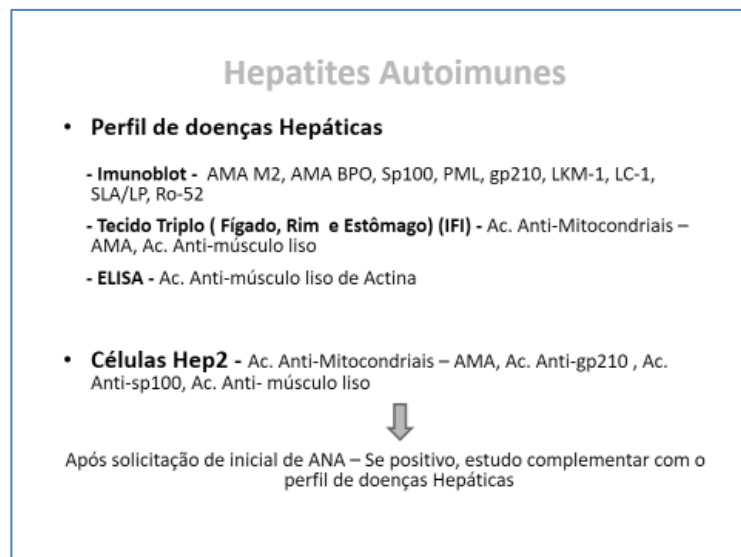 Hepatites Autoimunes
• Perfil de doenças Hepáticas
- Imunoblot - AMA M2, AMA BPO, Sp100, PML, gp210, LKM-1, LC-1,
SLA/LP, Ro-52
- Tecido Triplo ( Fígado, Rim e Estômago) (IFI) - Ac. Anti-Mitocondriais –
AMA, Ac. Anti-músculo liso
- ELISA - Ac. Anti-músculo liso de Actina
• Células Hep2 - Ac. Anti-Mitocondriais – AMA, Ac. Anti-gp210 , Ac.
Anti-sp100, Ac. Anti- músculo liso
Após solicitação de inicial de ANA – Se positivo, estudo complementar com o
perfil de doenças Hepáticas